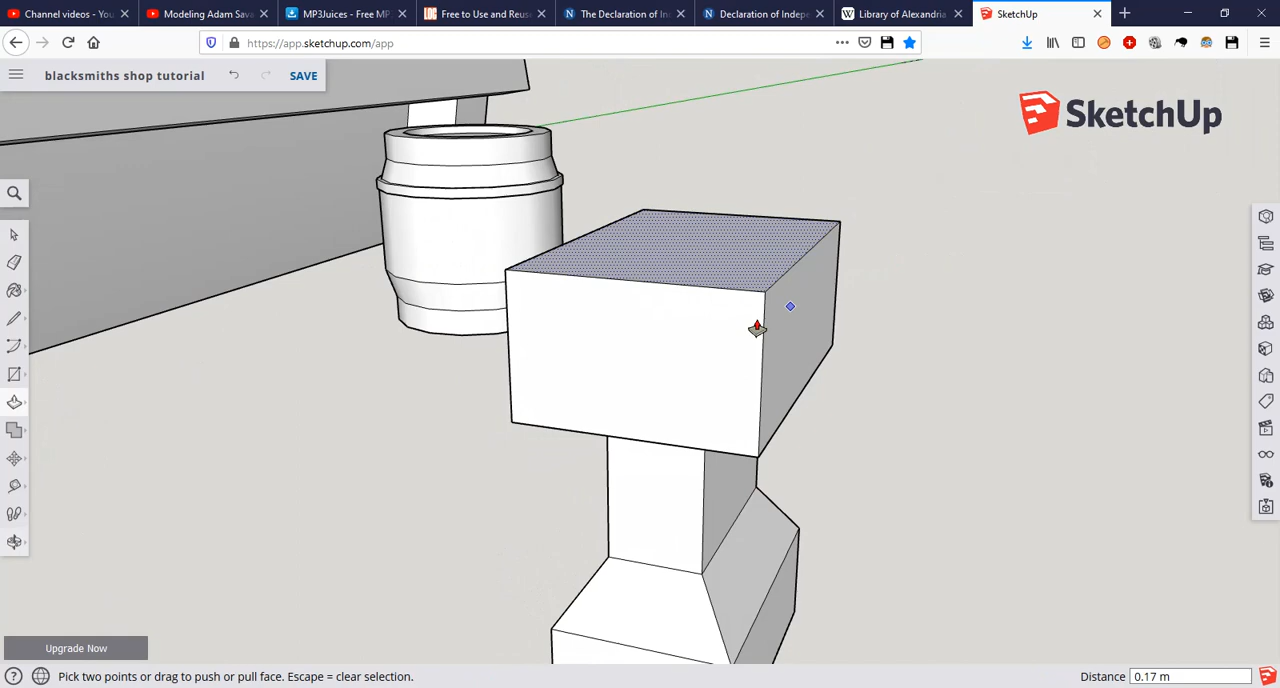 Channel videos - You
Modeling Adam Sava
MP3Juices - Free MP
Free to Use and Reus
The Declaration of In
Declaration of Indepe
Library of Alexandria
SketchUp
https://app.sketchup.com/app
blacksmiths shop tutorial
SAVE
SketchUp
Upgrade Now
Pick two points or drag to push or pull face. Escape = clear selection.
Distance
0.17 m